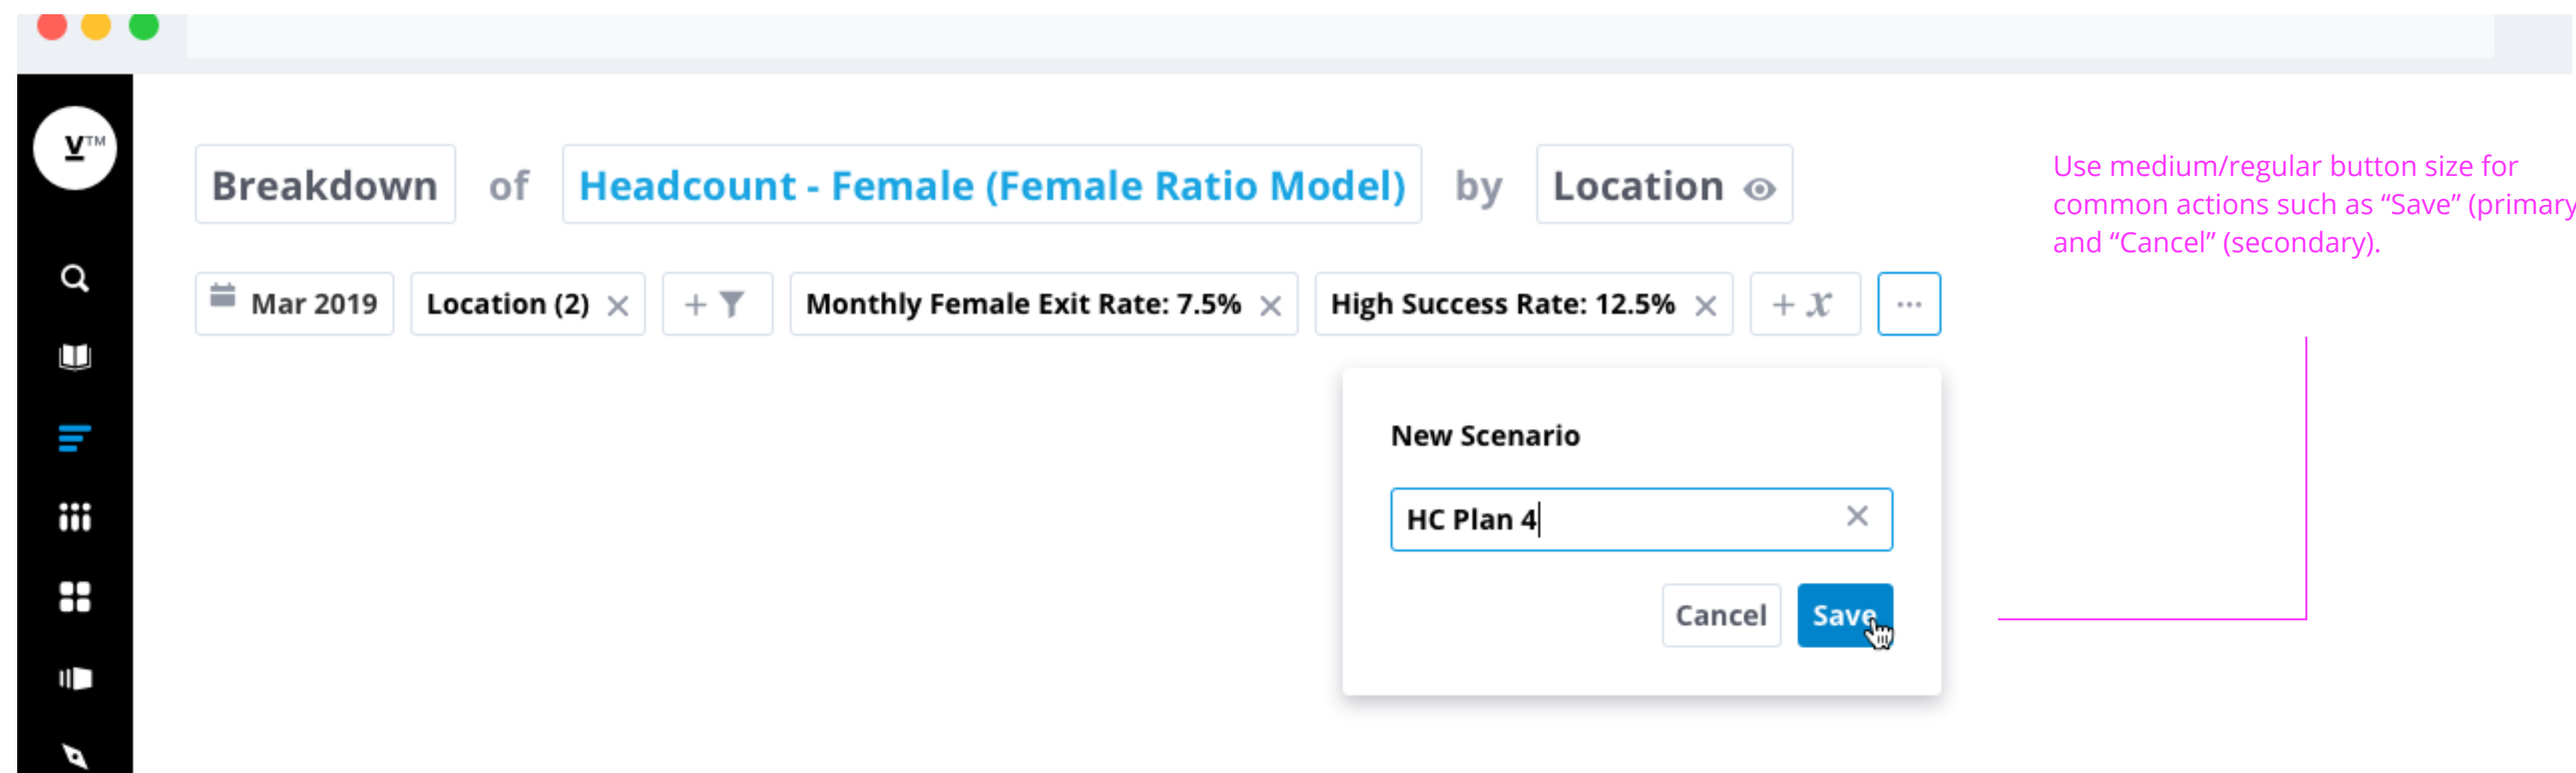 V™
Breakdown of Headcount - Female (Female Ratio Model) by Location
Mar 2019 Location (2) × + Monthly Female Exit Rate: 7.5% × High Success Rate: 12.5% × + x ...
New Scenario
HC Plan 4 ×
Cancel Save
Use medium/regular button size for
common actions such as “Save” (primary
and “Cancel” (secondary).